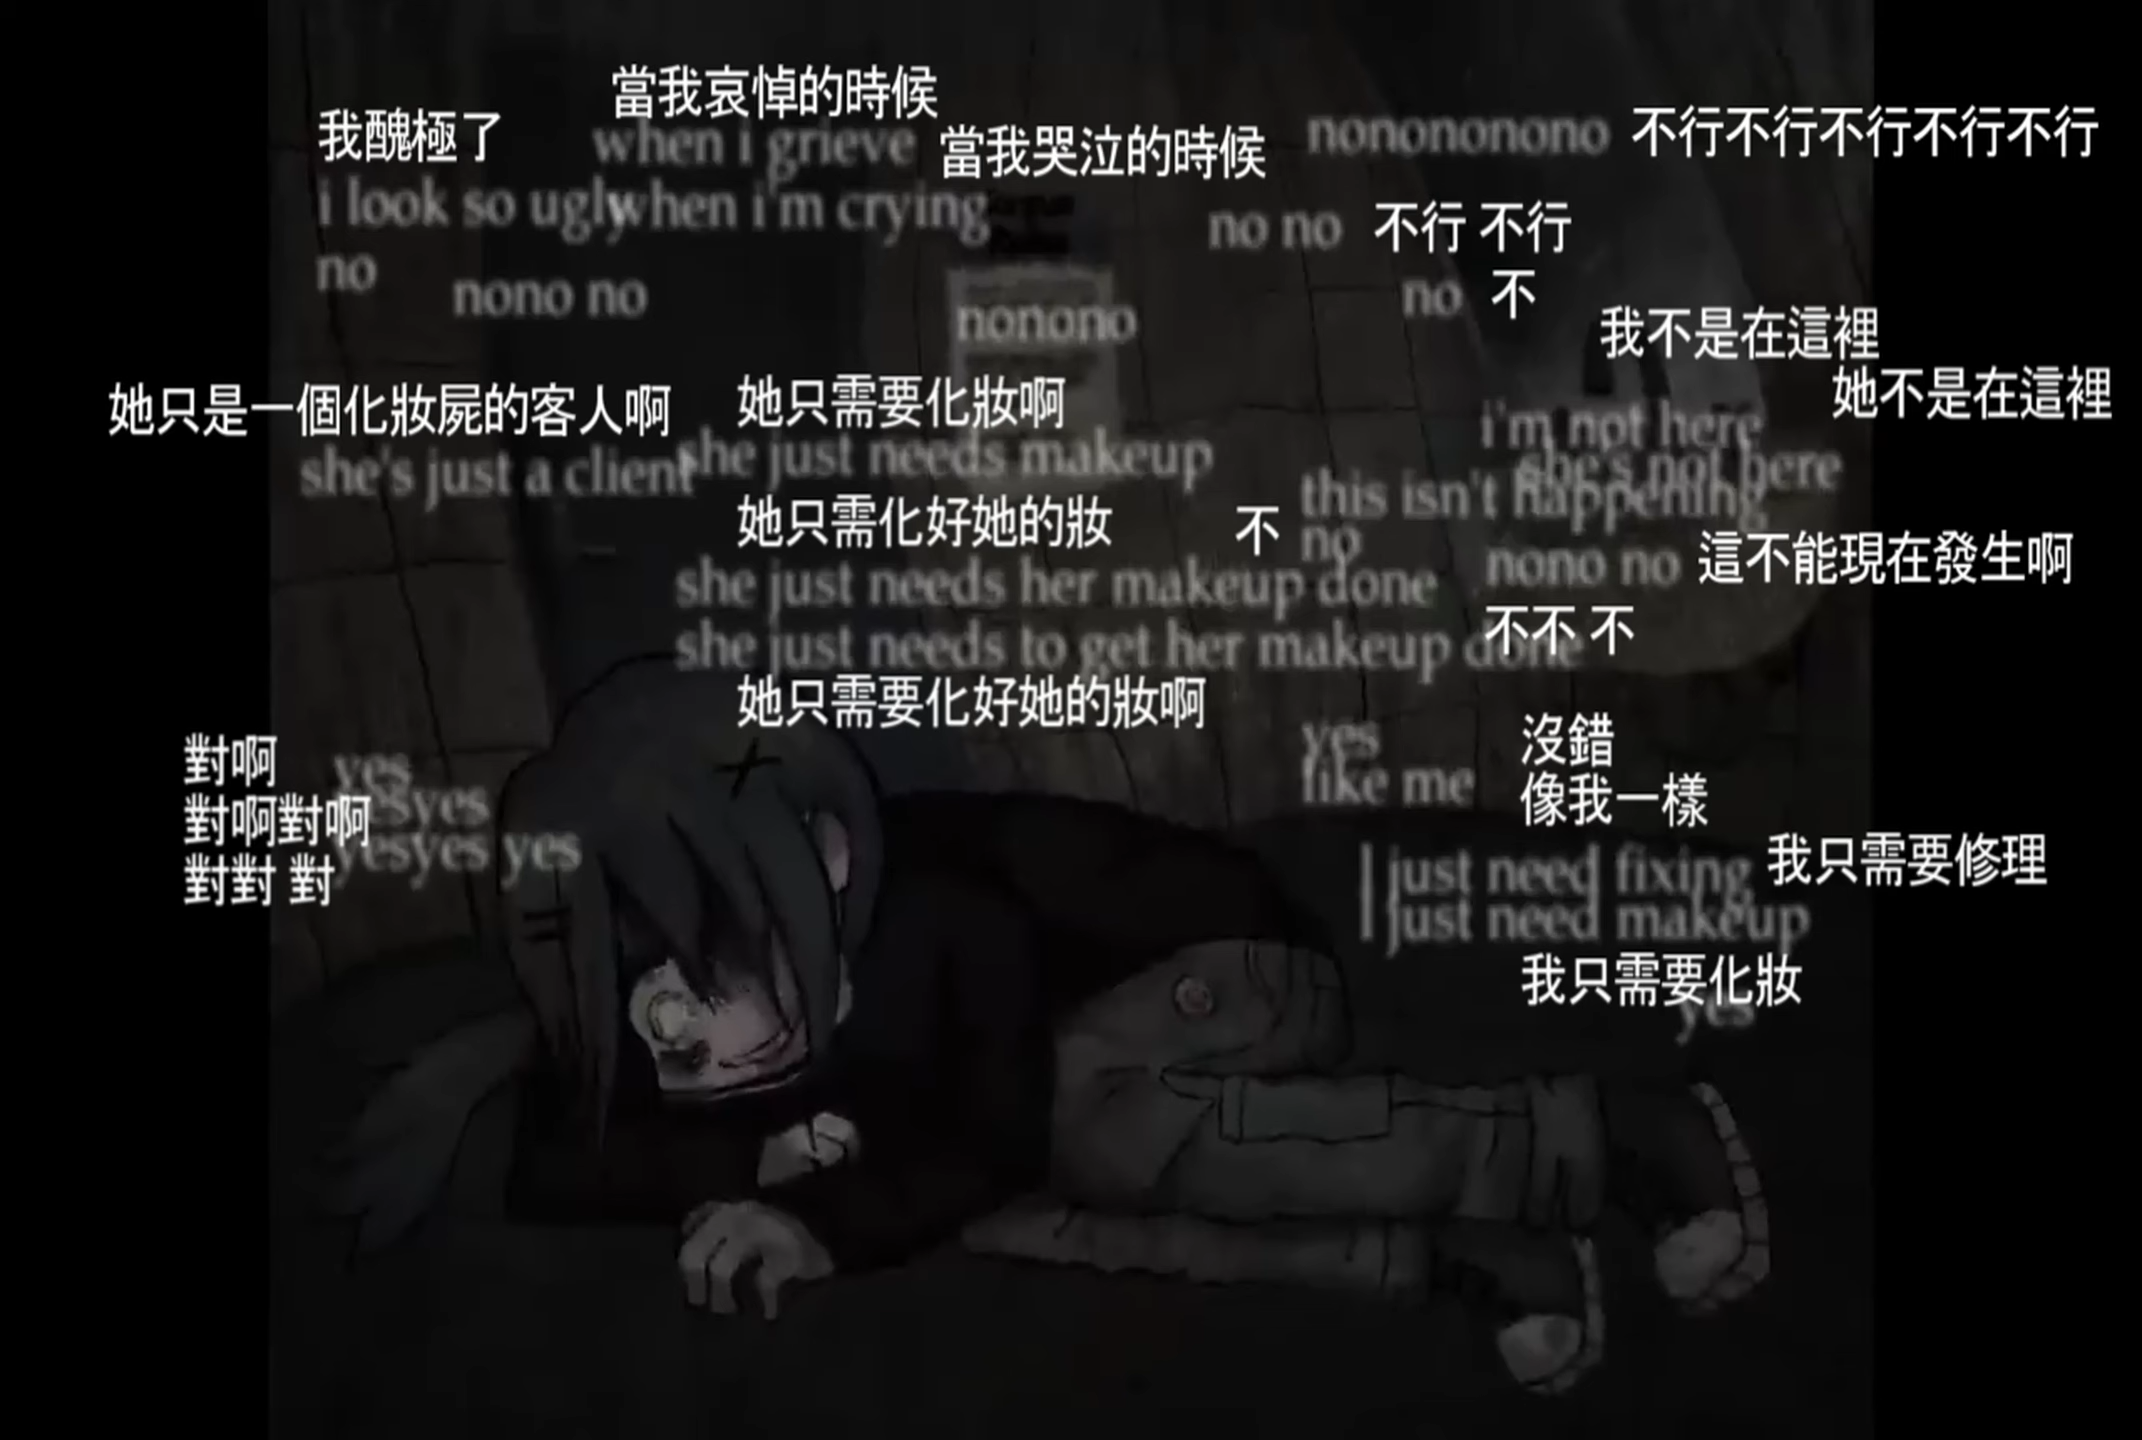 當我哀悼的時候
我醜極了
when i grieve
當我哭泣的時候
nonononono 不行不行不行不行不行
i look so ugly
when i'm crying
no no 不行 不行
no
nono no
no 不
nonono
我不是在這裡
她不是在這裡
她只是一個化妝屍的客人啊
她只需要化妝啊
i'm not here
she's just a client
she just needs makeup
she's not here
this isn't happening
她只需化好她的妝
不 no
nono no 這不能現在發生啊
she just needs her makeup done
不不 不
she just needs to get her makeup done
她只需要化好她的妝啊
yes 沒錯
對啊 yes
like me 像我一樣
對啊對啊 yesyes
對對 對 yesyes yes
I just need fixing 我只需要修理
I just need makeup
我只需要化妝
yes